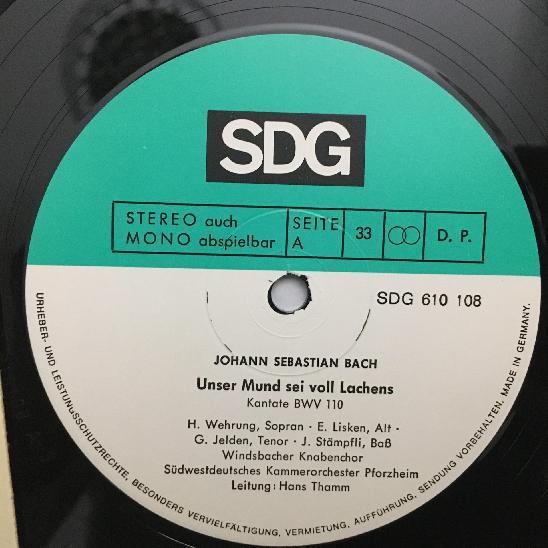 SDG
STEREO auch
MONO abspielbar
SEITE
A
33
D. P.
SDG 610 108
JOHANN SEBASTIAN BACH
Unser Mund sei voll Lachens
Kantate BWV 110
H. Wehrung, Sopran · E. Lisken, Alt ·
G. Jelden, Tenor · J. Stämpfli, Baß
Windsbacher Knabenchor
Südwestdeutsches Kammerorchester Pforzheim
Leitung: Hans Thamm
URHEBER- UND LEISTUNGSSCHUTZRECHTE, BESONDERS VERVIELFÄLTIGUNG, VERMIETUNG, AUFFÜHRUNG, SENDUNG VORBEHALTEN. MADE IN GERMANY.